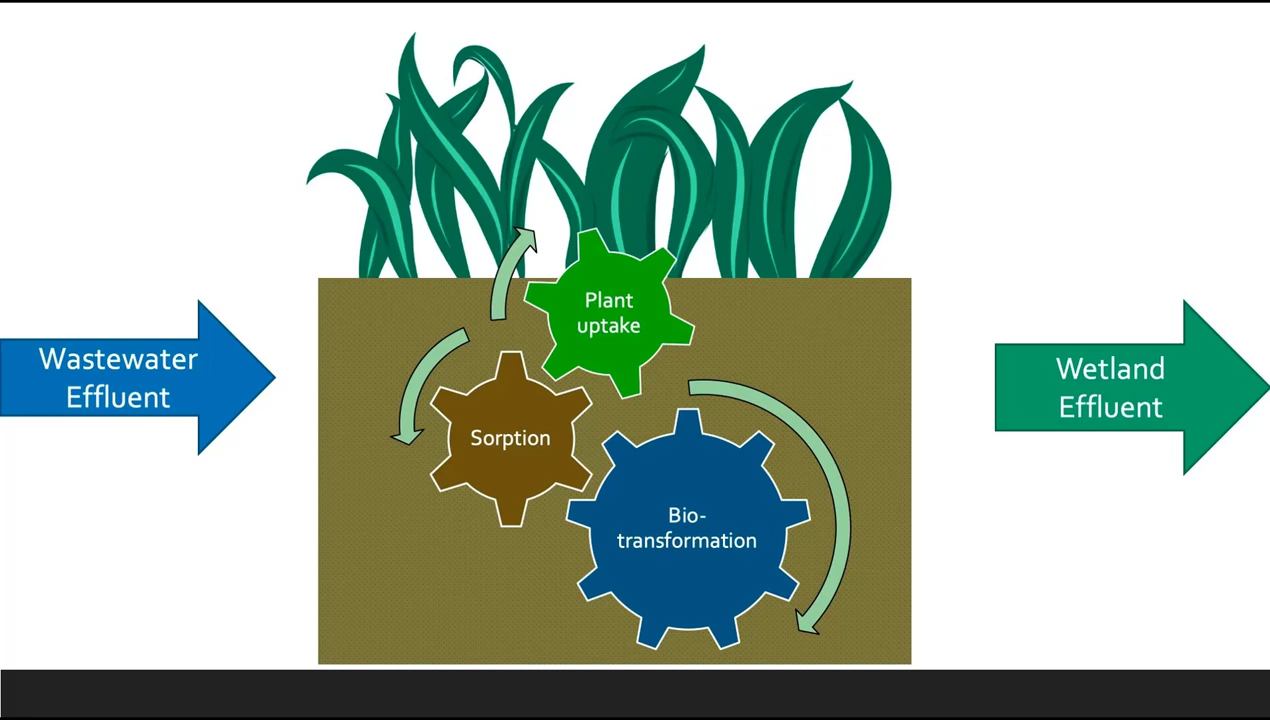 Wastewater
Effluent
Plant
uptake
Sorption
Bio-
transformation
Wetland
Effluent